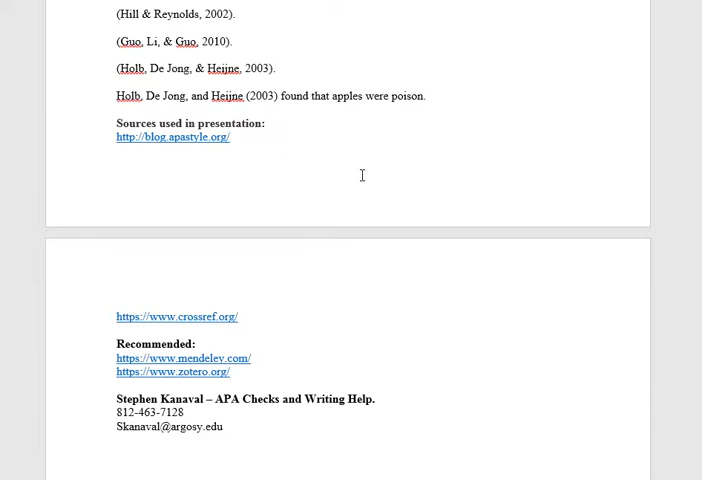 (Hill & Reynolds, 2002).
(Guo, Li, & Guo, 2010).
(Holb, De Jong, & Heijne, 2003).
Holb, De Jong, and Heijne (2003) found that apples were poison.
Sources used in presentation:
http://blog.apastyle.org/
https://www.crossref.org/
Recommended:
https://www.mendeley.com/
https://www.zotero.org/
Stephen Kanaval – APA Checks and Writing Help.
812-463-7128
Skanaval@argosy.edu